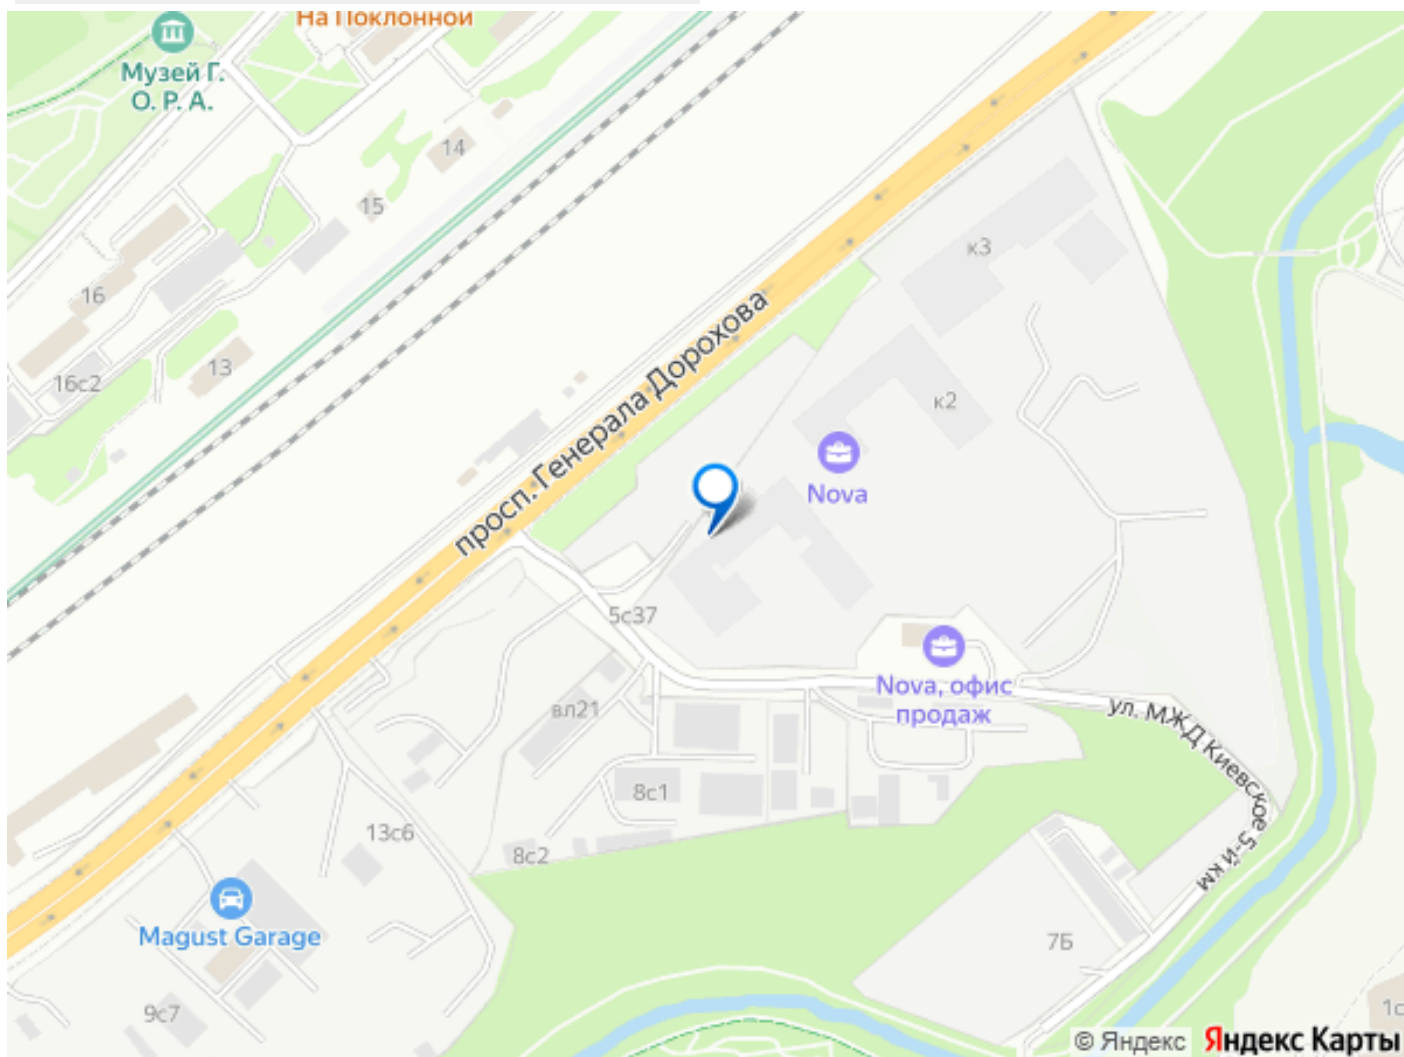 На Поклонной
Музей Г.
О. Р. А.
14
15
16
13
16с2
просп. Генерала Дорохова
к3
к2
Nova
5с37
Nova, офис
продаж
вл21
ул. МЖД Киевское 5-й км
8с1
13с6
8с2
Magust Garage
7Б
9с7
1с
© Яндекс Яндекс Карты